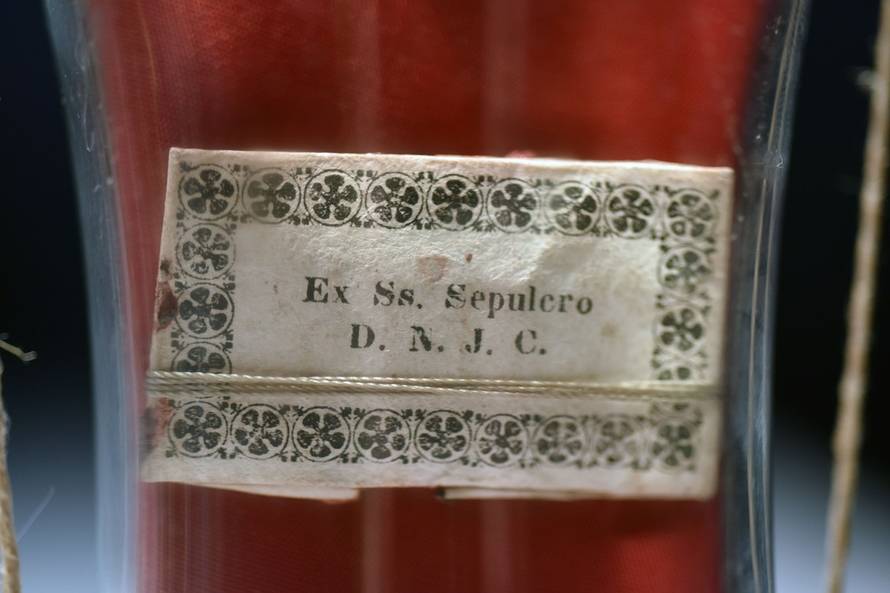 Ex Ss. Sepulcro
D. N. J. C.